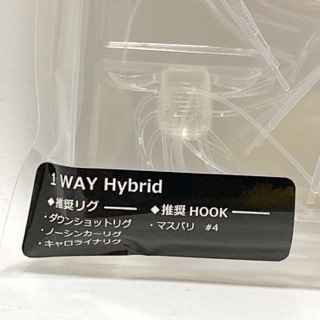 1WAY Hybrid
◆推奨リグ
・ダウンショットリグ
・ノーシンカーリグ
・キャロライナリグ
◆推奨 HOOK
・マスバリ #4